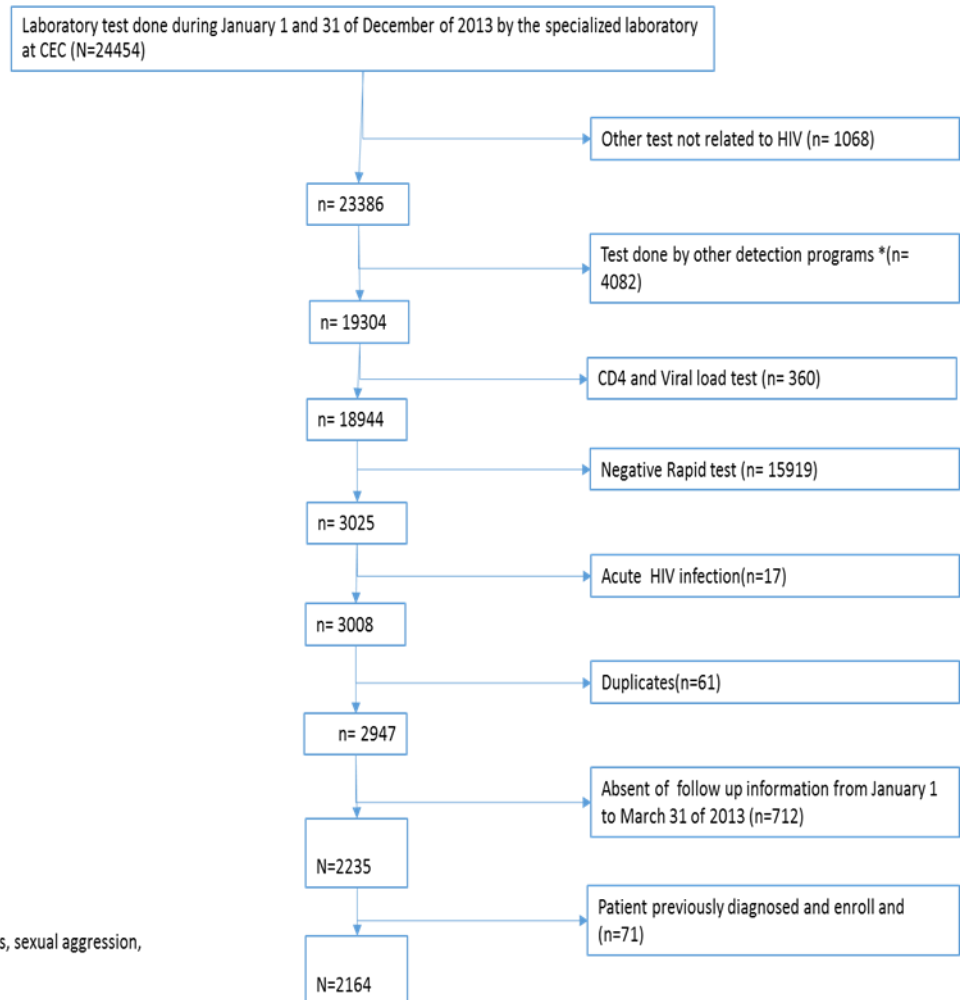 Laboratory test done during January 1 and 31 of December of 2013 by the specialized laboratory
at CEC (N=24454)
Other test not related to HIV (n= 1068)
n= 23386
Test done by other detection programs *(n=
4082)
n= 19304
CD4 and Viral load test (n= 360)
n= 18944
Negative Rapid test (n= 15919)
n= 3025
Acute HIV infection(n=17)
n= 3008
Duplicates(n=61)
n= 2947
Absent of follow up information from January 1
to March 31 of 2013 (n=712)
N=2235
Patient previously diagnosed and enroll and
(n=71)
s, sexual aggression,
N=2164